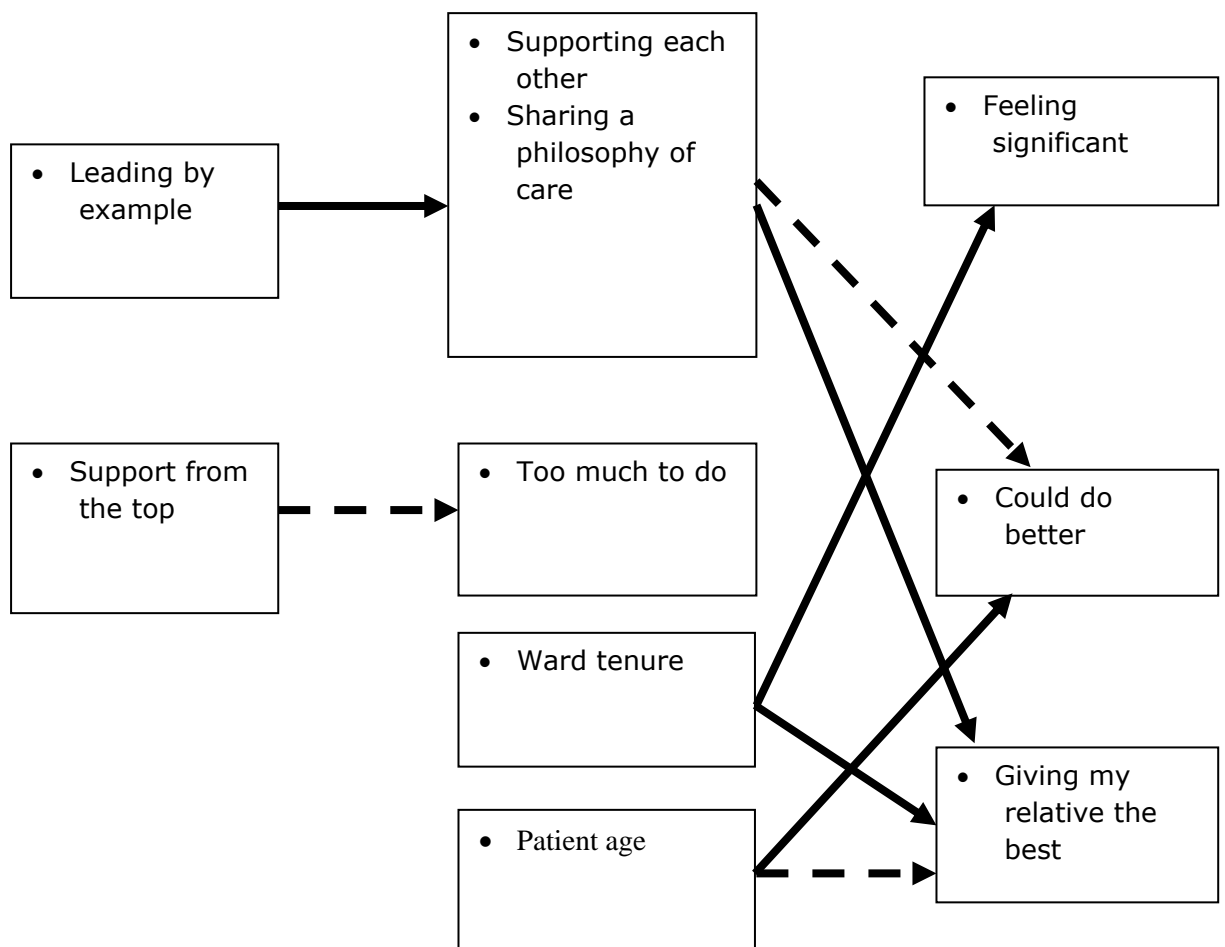 • Supporting each
other
• Sharing a
philosophy of
care
• Feeling
significant
• Leading by
example
• Support from
the top
• Too much to do
• Could do
better
• Ward tenure
• Giving my
relative the
best
• Patient age